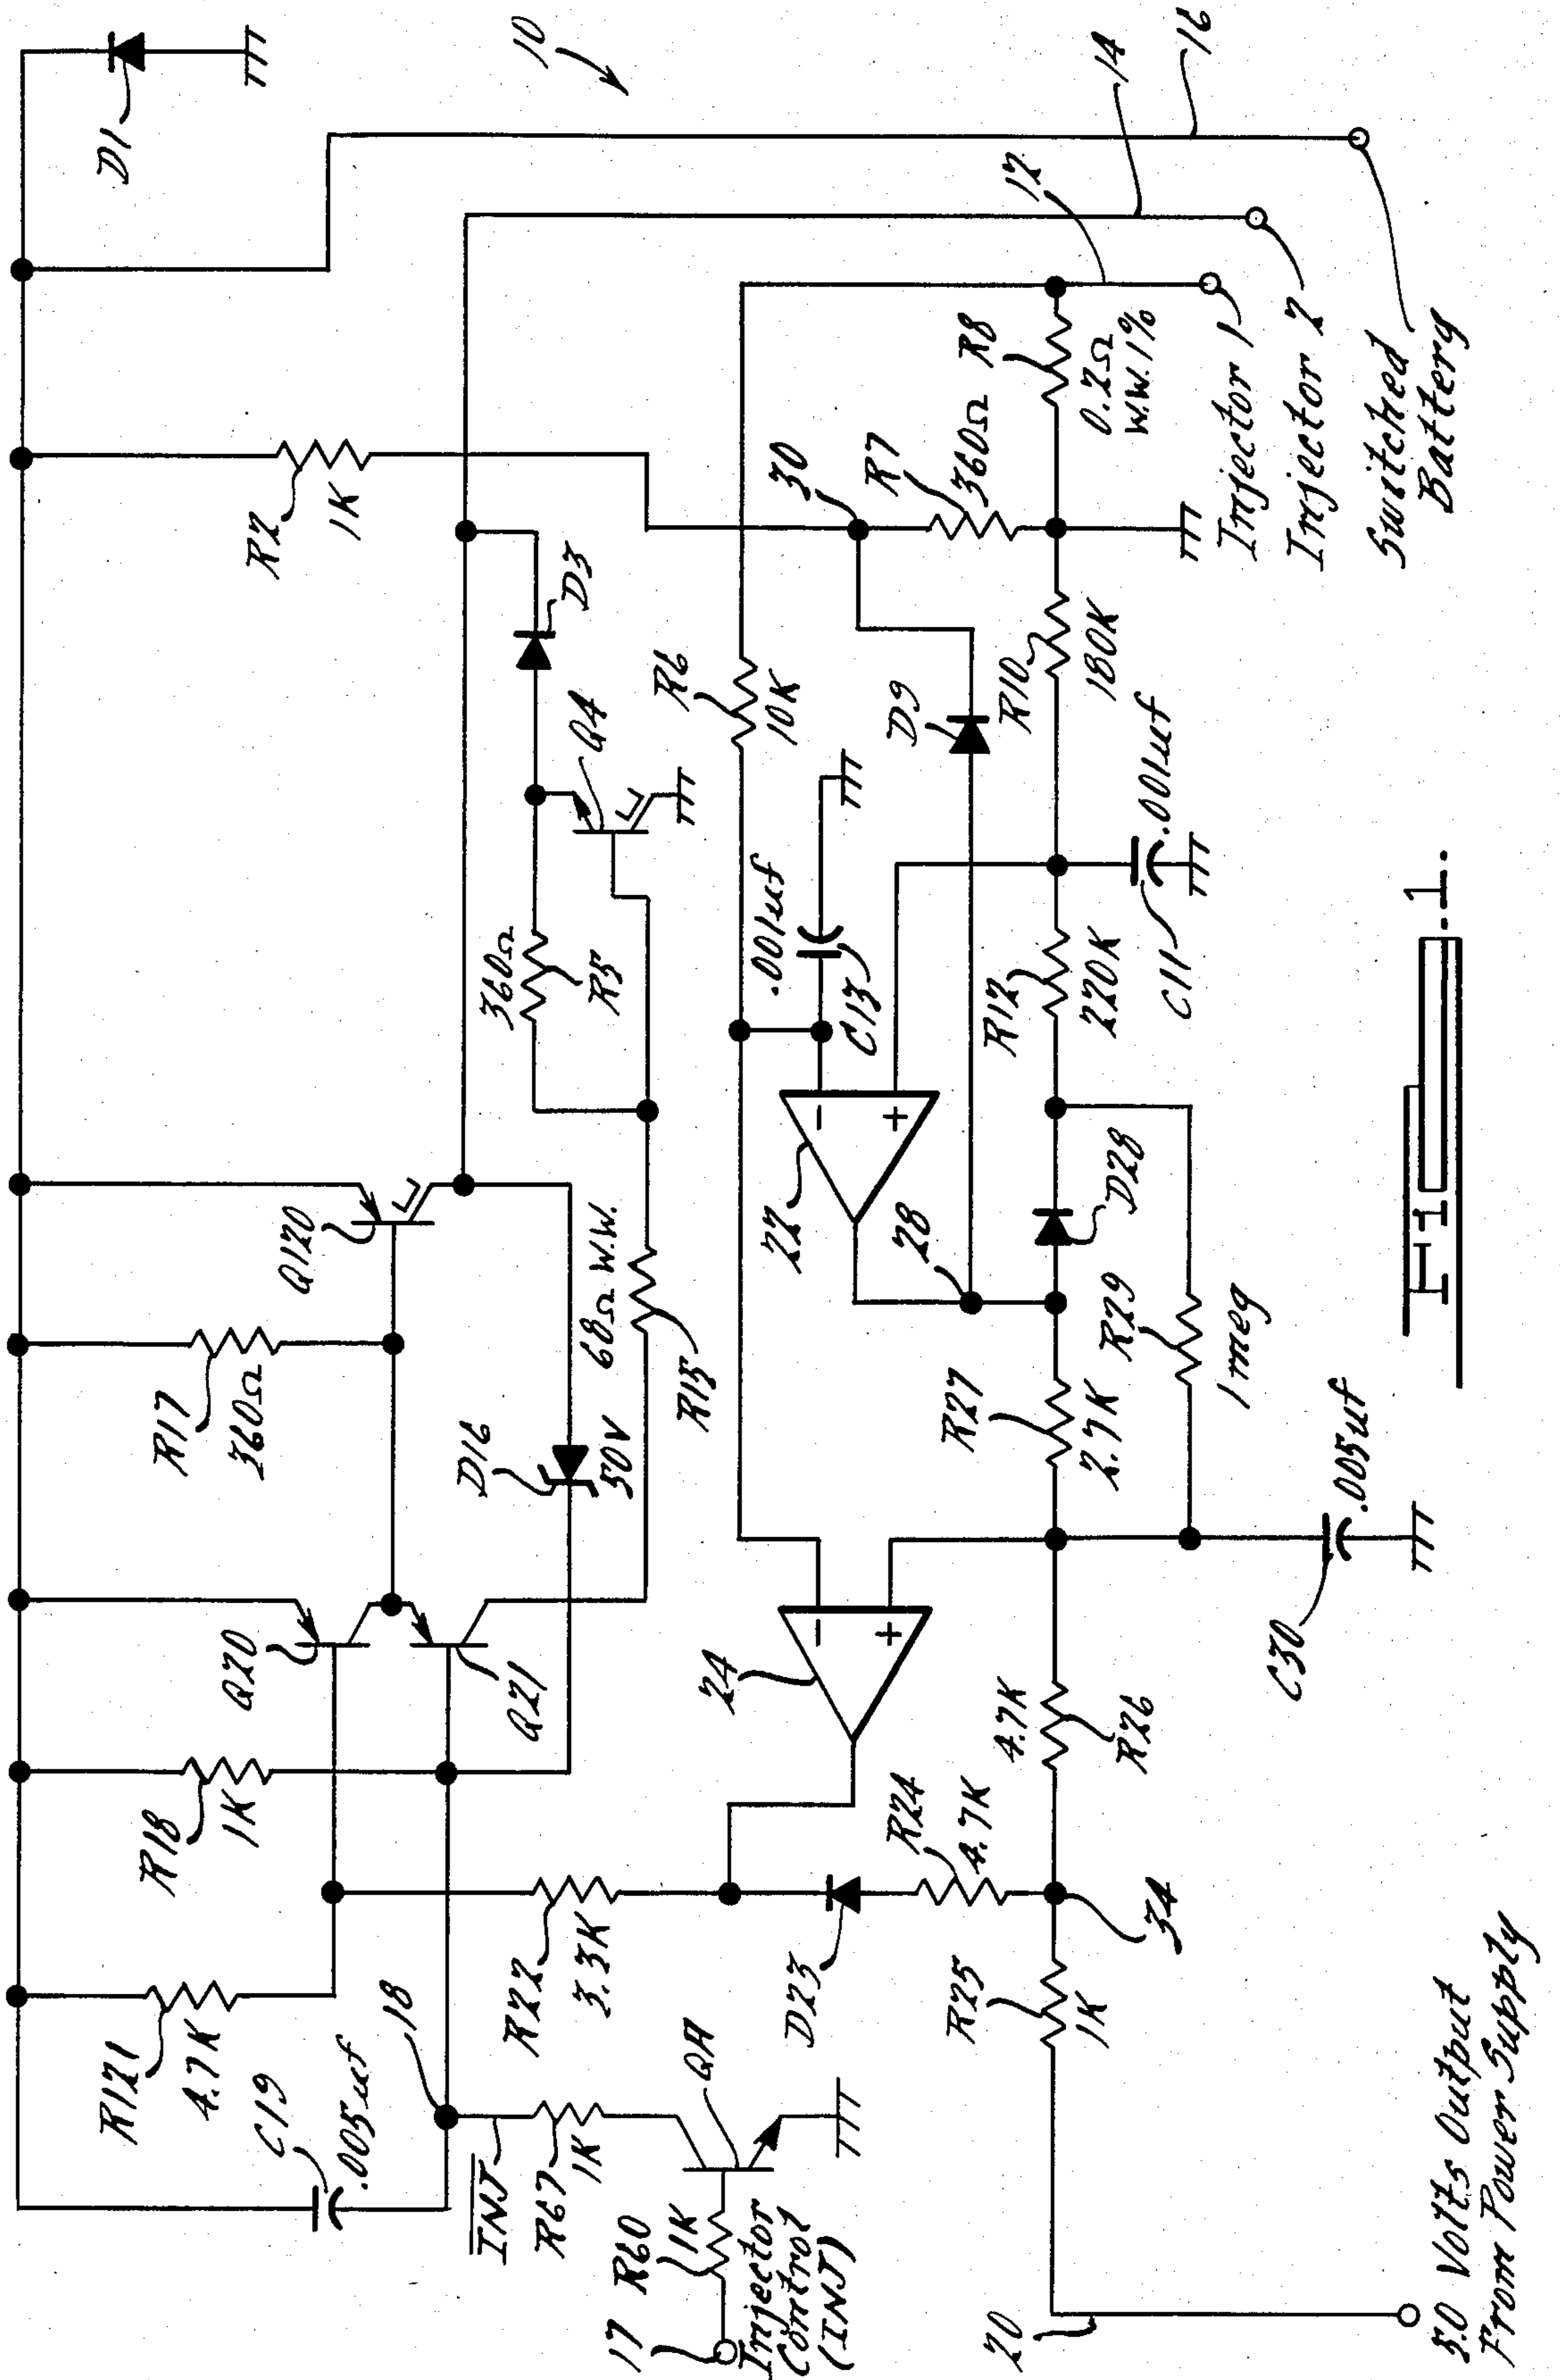 D1
10
R2
1K
D3
Q4
360Ω
R5
Q120
R17
360Ω
D16
50V
68Ω W.W.
R15
Q20
Q21
R18
1K
R121
4.7K
C19
.005uf
18
INJ
R67
1K
R60
1K
17
Injector
Control
(INJ)
QA
R22
3.3K
D23
R24
4.7K
24
−
+
22
−
+
28
30
R6
10K
.001uf
C13
D9
R7
360Ω
R8
0.2Ω
W.W. 1%
12
14
16
Injector 1
Injector 2
Switched
Battery
R10
180K
.001uf
C11
R12
220K
D28
R29
1meg
R27
2.7K
.005uf
C30
4.7K
R26
34
R25
1K
20
5.0 Volts Output
From Power Supply
Fig. 1.